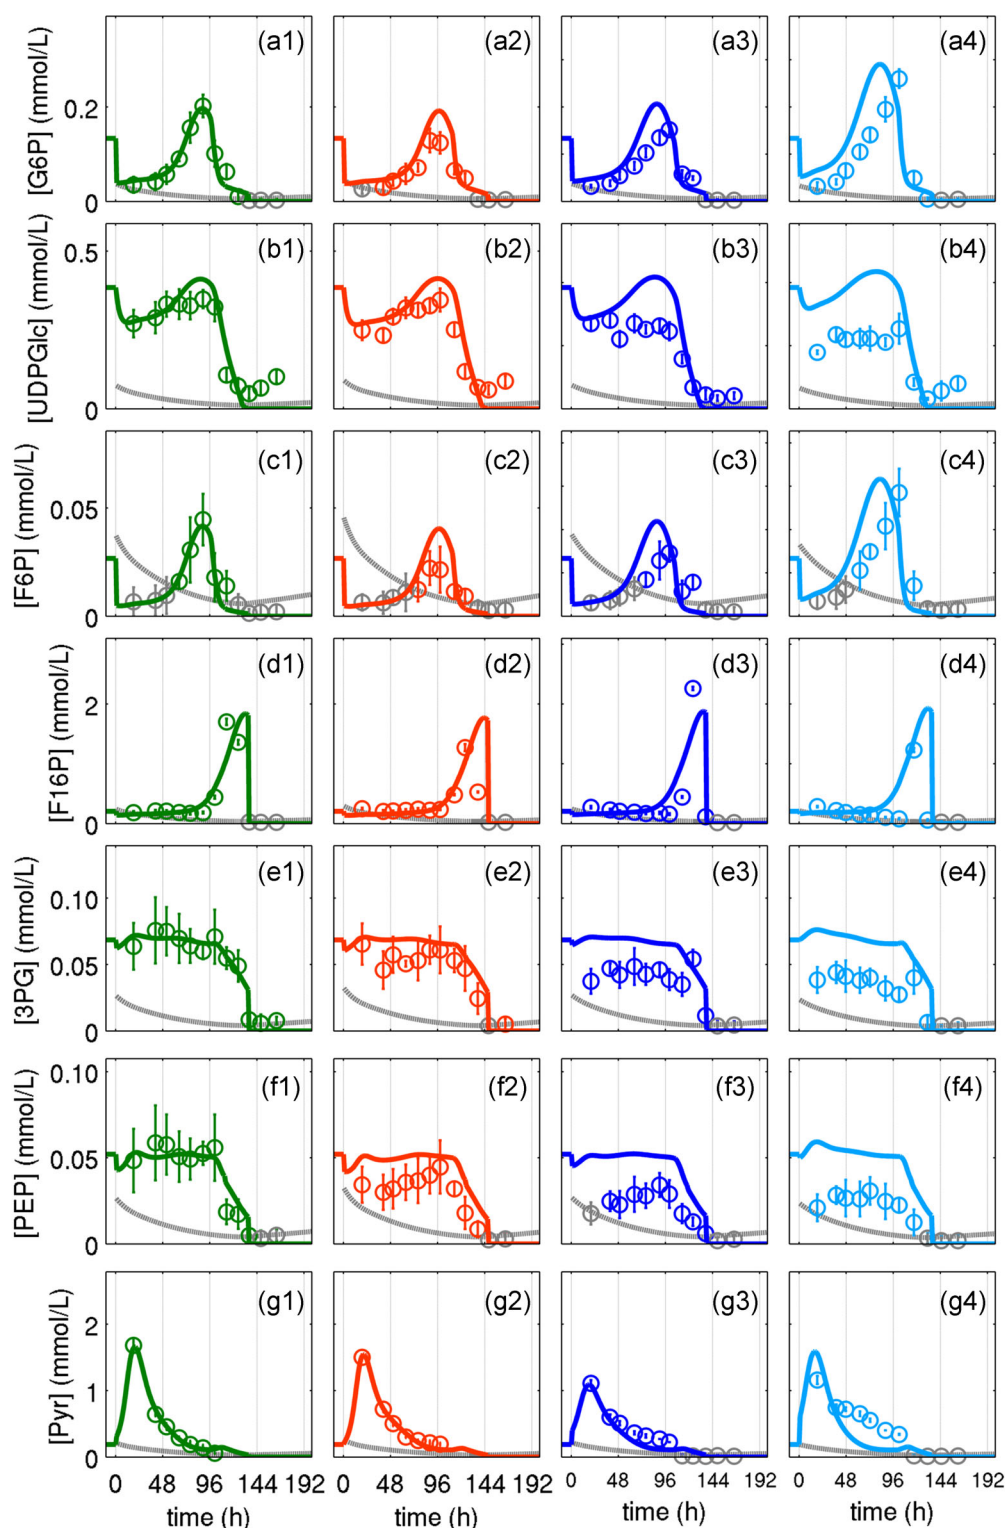 (a1) (a2) (a3) (a4)
[G6P] (mmol/L)
0.2
0
(b1) (b2) (b3) (b4)
[UDPGlc] (mmol/L)
0.5
0
(c1) (c2) (c3) (c4)
[F6P] (mmol/L)
0.05
0
(d1) (d2) (d3) (d4)
[F16P] (mmol/L)
2
0
(e1) (e2) (e3) (e4)
[3PG] (mmol/L)
0.10
0.05
0
(f1) (f2) (f3) (f4)
[PEP] (mmol/L)
0.10
0.05
0
(g1) (g2) (g3) (g4)
[Pyr] (mmol/L)
2
1
0
0 48 96 144 192 0 48 96 144 192 0 48 96 144 192 0 48 96 144 192
time (h) time (h) time (h) time (h)